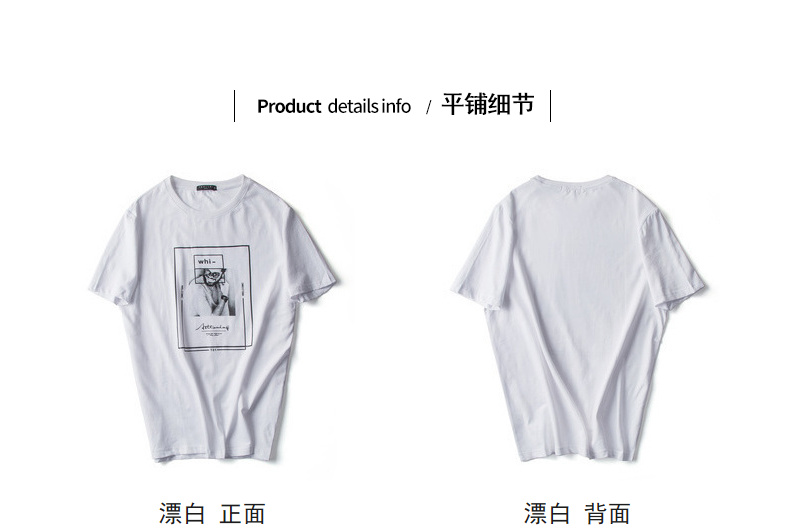 Product details info / 平铺细节
whi-
漂白 正面
漂白 背面